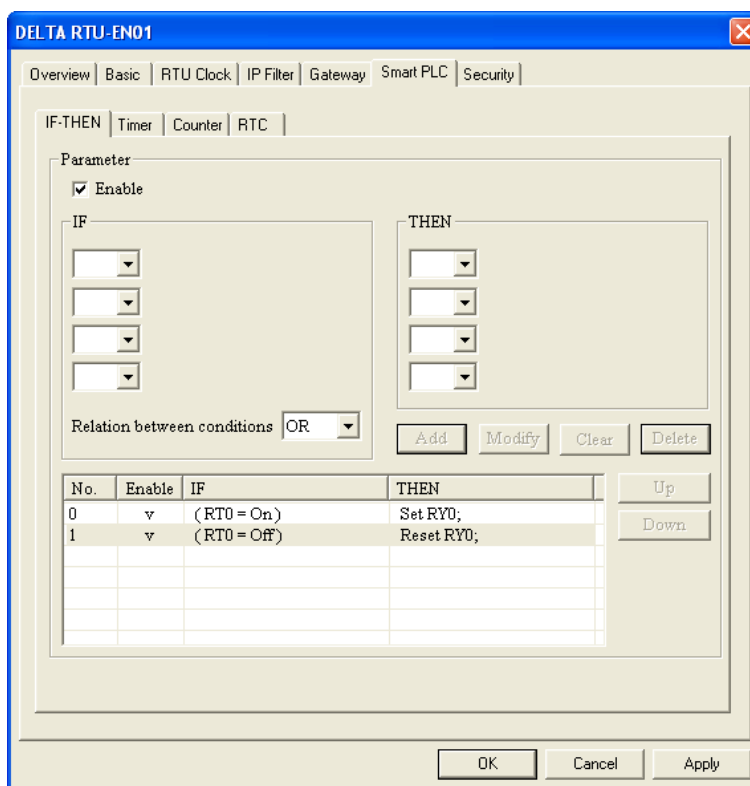 DELTA RTU-EN01
Overview Basic RTU Clock IP Filter Gateway Smart PLC Security
IF-THEN Timer Counter RTC
Parameter
Enable
IF THEN
Relation between conditions OR
Add Modify Clear Delete
No. Enable IF THEN
0 v (RT0 = On) Set RY0;
1 v (RT0 = Off) Reset RY0;
Up
Down
OK Cancel Apply